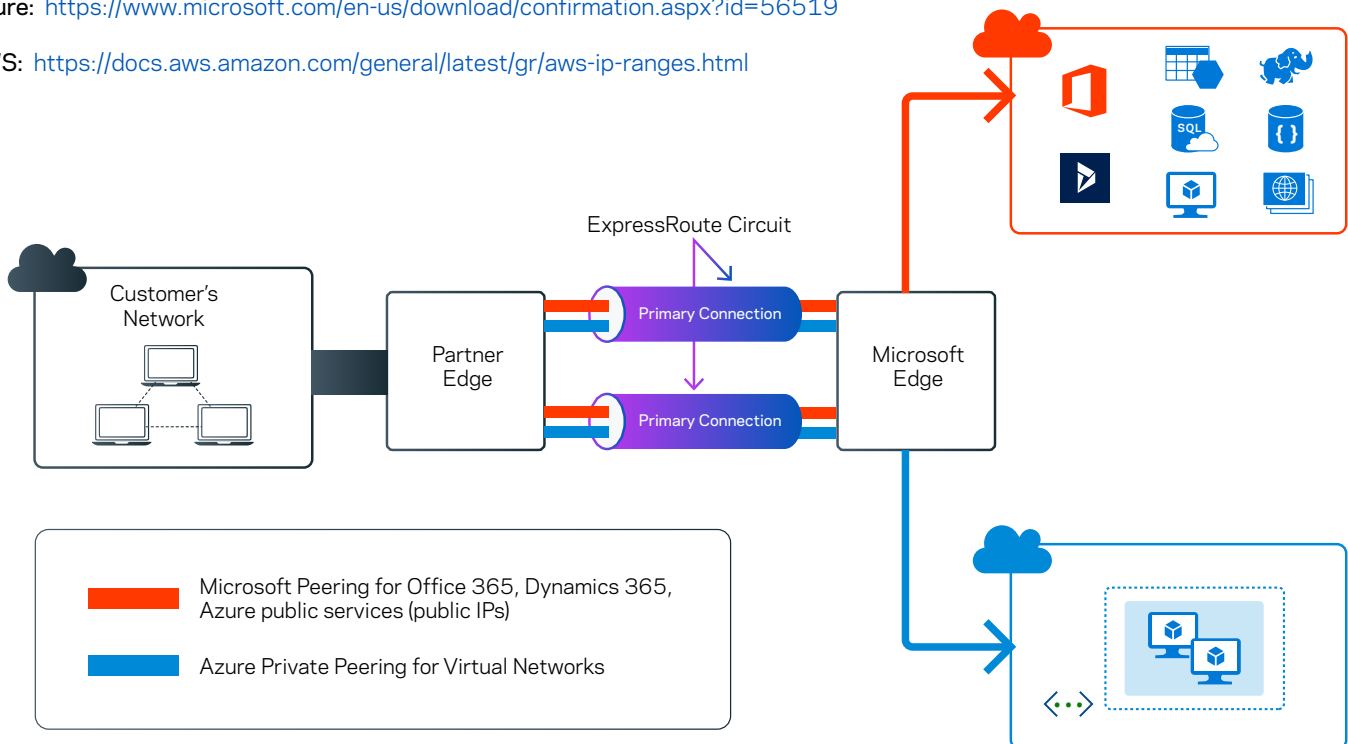 ure: https://www.microsoft.com/en-us/download/confirmation.aspx?id=56519
S: https://docs.aws.amazon.com/general/latest/gr/aws-ip-ranges.html
SQL
{ }
ExpressRoute Circuit
Customer's
Network
Primary Connection
Partner
Edge
Microsoft
Edge
Primary Connection
Microsoft Peering for Office 365, Dynamics 365,
Azure public services (public IPs)
Azure Private Peering for Virtual Networks